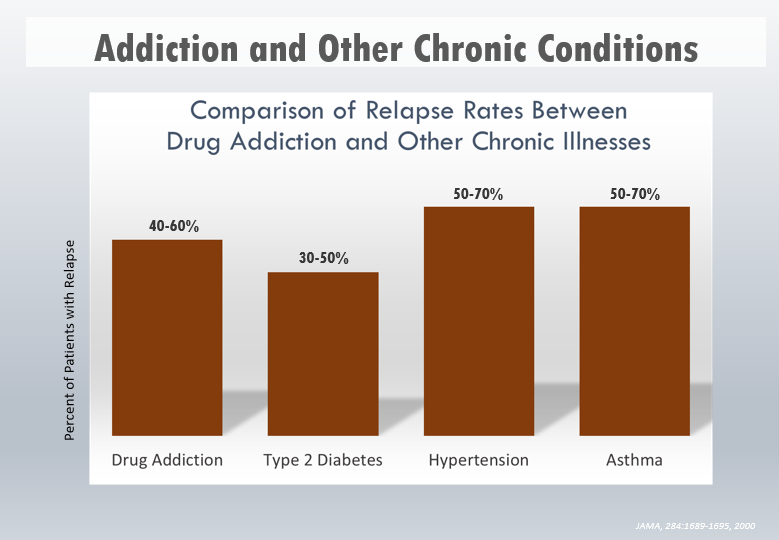 Addiction and Other Chronic Conditions
Comparison of Relapse Rates Between
Drug Addiction and Other Chronic Illnesses
Percent of Patients with Relapse
40-60%
30-50%
50-70%
50-70%
Drug Addiction
Type 2 Diabetes
Hypertension
Asthma
JAMA, 284:1689-1695, 2000